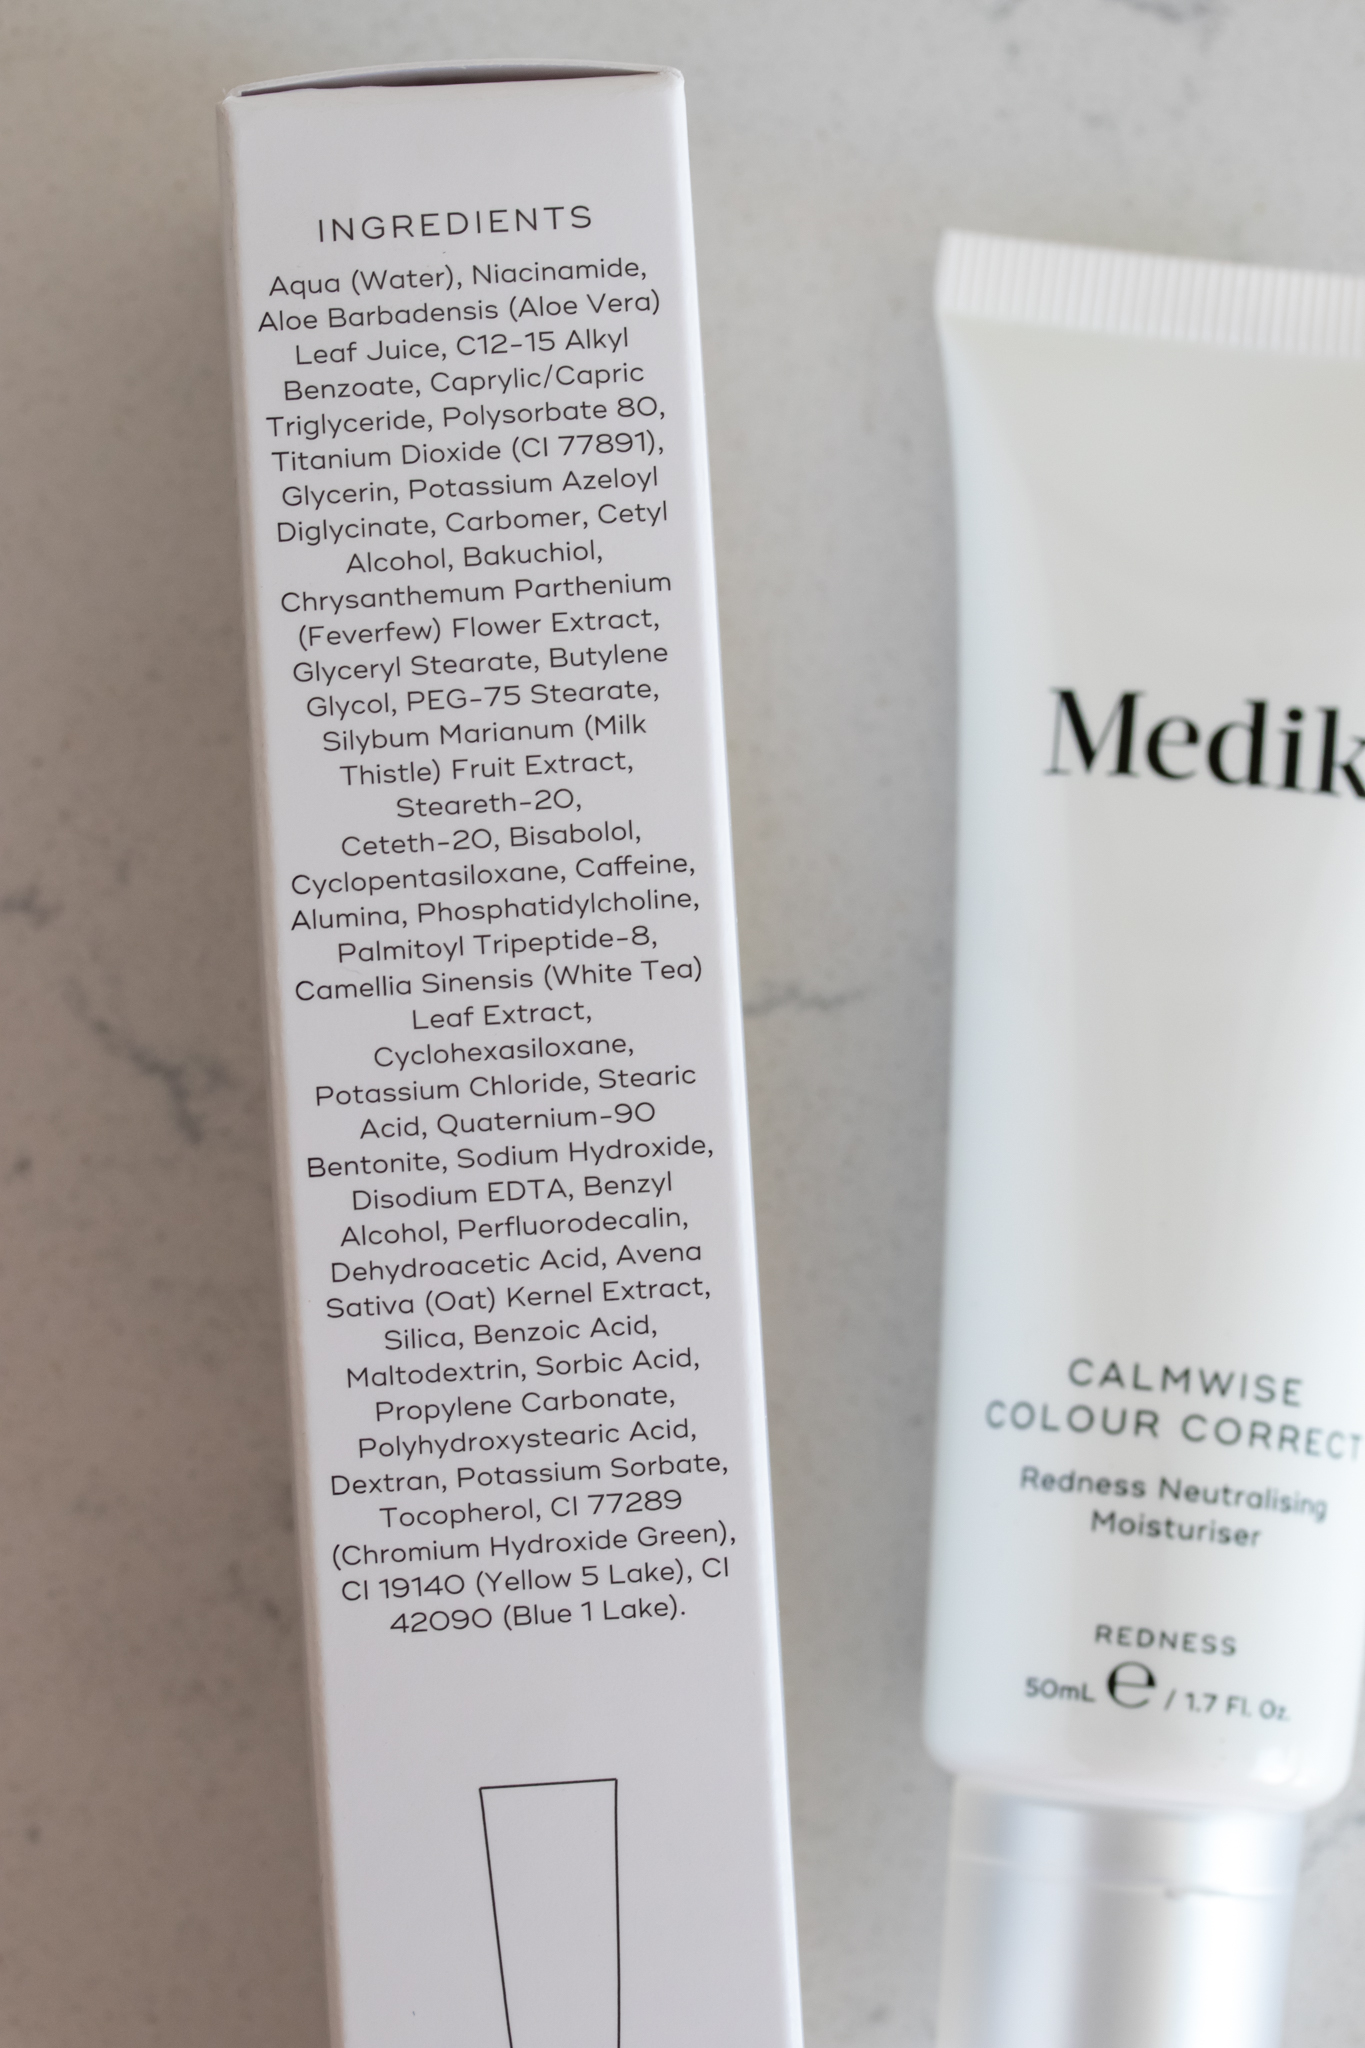 INGREDIENTS
Aqua (Water), Niacinamide,
Aloe Barbadensis (Aloe Vera)
Leaf Juice, C12-15 Alkyl
Benzoate, Caprylic/Capric
Triglyceride, Polysorbate 80,
Titanium Dioxide (CI 77891),
Glycerin, Potassium Azeloyl
Diglycinate, Carbomer, Cetyl
Alcohol, Bakuchiol,
Chrysanthemum Parthenium
(Feverfew) Flower Extract,
Glyceryl Stearate, Butylene
Glycol, PEG-75 Stearate,
Silybum Marianum (Milk
Thistle) Fruit Extract,
Steareth-20,
Ceteth-20, Bisabolol,
Cyclopentasiloxane, Caffeine,
Alumina, Phosphatidylcholine,
Palmitoyl Tripeptide-8,
Camellia Sinensis (White Tea)
Leaf Extract,
Cyclohexasiloxane,
Potassium Chloride, Stearic
Acid, Quaternium-90
Bentonite, Sodium Hydroxide,
Disodium EDTA, Benzyl
Alcohol, Perfluorodecalin,
Dehydroacetic Acid, Avena
Sativa (Oat) Kernel Extract,
Silica, Benzoic Acid,
Maltodextrin, Sorbic Acid,
Propylene Carbonate,
Polyhydroxystearic Acid,
Dextran, Potassium Sorbate,
Tocopherol, CI 77289
(Chromium Hydroxide Green),
CI 19140 (Yellow 5 Lake), CI
42090 (Blue 1 Lake).
Medik
CALMWISE
COLOUR CORRECT
Redness Neutralising
Moisturiser
REDNESS
50mL e / 1.7 Fl. Oz.